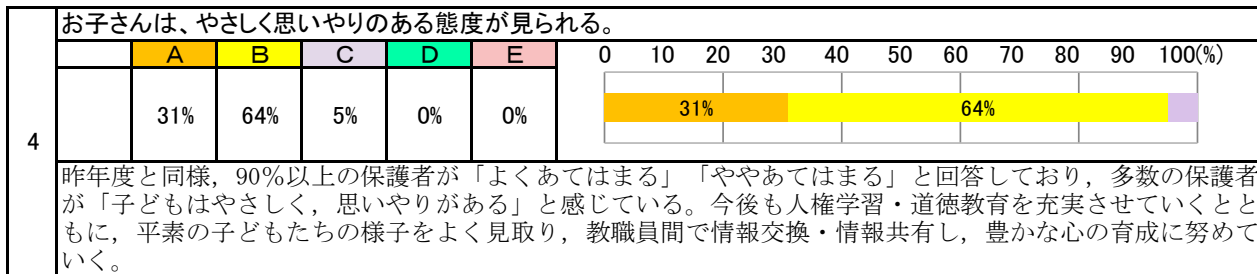 お子さんは、やさしく思いやりのある態度が見られる。
A B C D E
0 10 20 30 40 50 60 70 80 90 100(%)
31% 64% 5% 0% 0%
31% 64%
4
昨年度と同様，90％以上の保護者が「よくあてはまる」「ややあてはまる」と回答しており，多数の保護者
が「子どもはやさしく，思いやりがある」と感じている。今後も人権学習・道徳教育を充実させていくとと
もに，平素の子どもたちの様子をよく見取り，教職員間で情報交換・情報共有し，豊かな心の育成に努めて
いく。